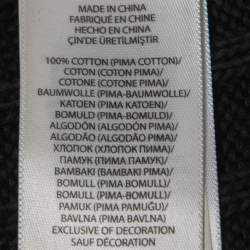 MADE IN CHINA
FABRIQUÉ EN CHINE
HECHO EN CHINA
ÇİN'DE ÜRETİLMİŞTİR
100% COTTON (PIMA COTTON)/
COTON (COTON PIMA)/
COTONE (COTONE PIMA)/
BAUMWOLLE (PIMA-BAUMWOLLE)/
KATOEN (PIMA KATOEN)/
BOMULD (PIMA-BOMULD)/
ALGODÓN (ALGODÓN PIMA)/
ALGODÃO (ALGODÃO PIMA)/
ХЛОПОК (ХЛОПОК ПИМА)/
ПАМУК (ПАМУК ПИМА)/
BAMBAKI (BAMBAKI PIMA)/
BOMULL (PIMA BOMULL)/
BOMULL (PIMA-BOMULL)/
PAMUK (PIMA PAMUĞU)/
BAVLNA (PIMA BAVLNA)
EXCLUSIVE OF DECORATION
SAUF DÉCORATION